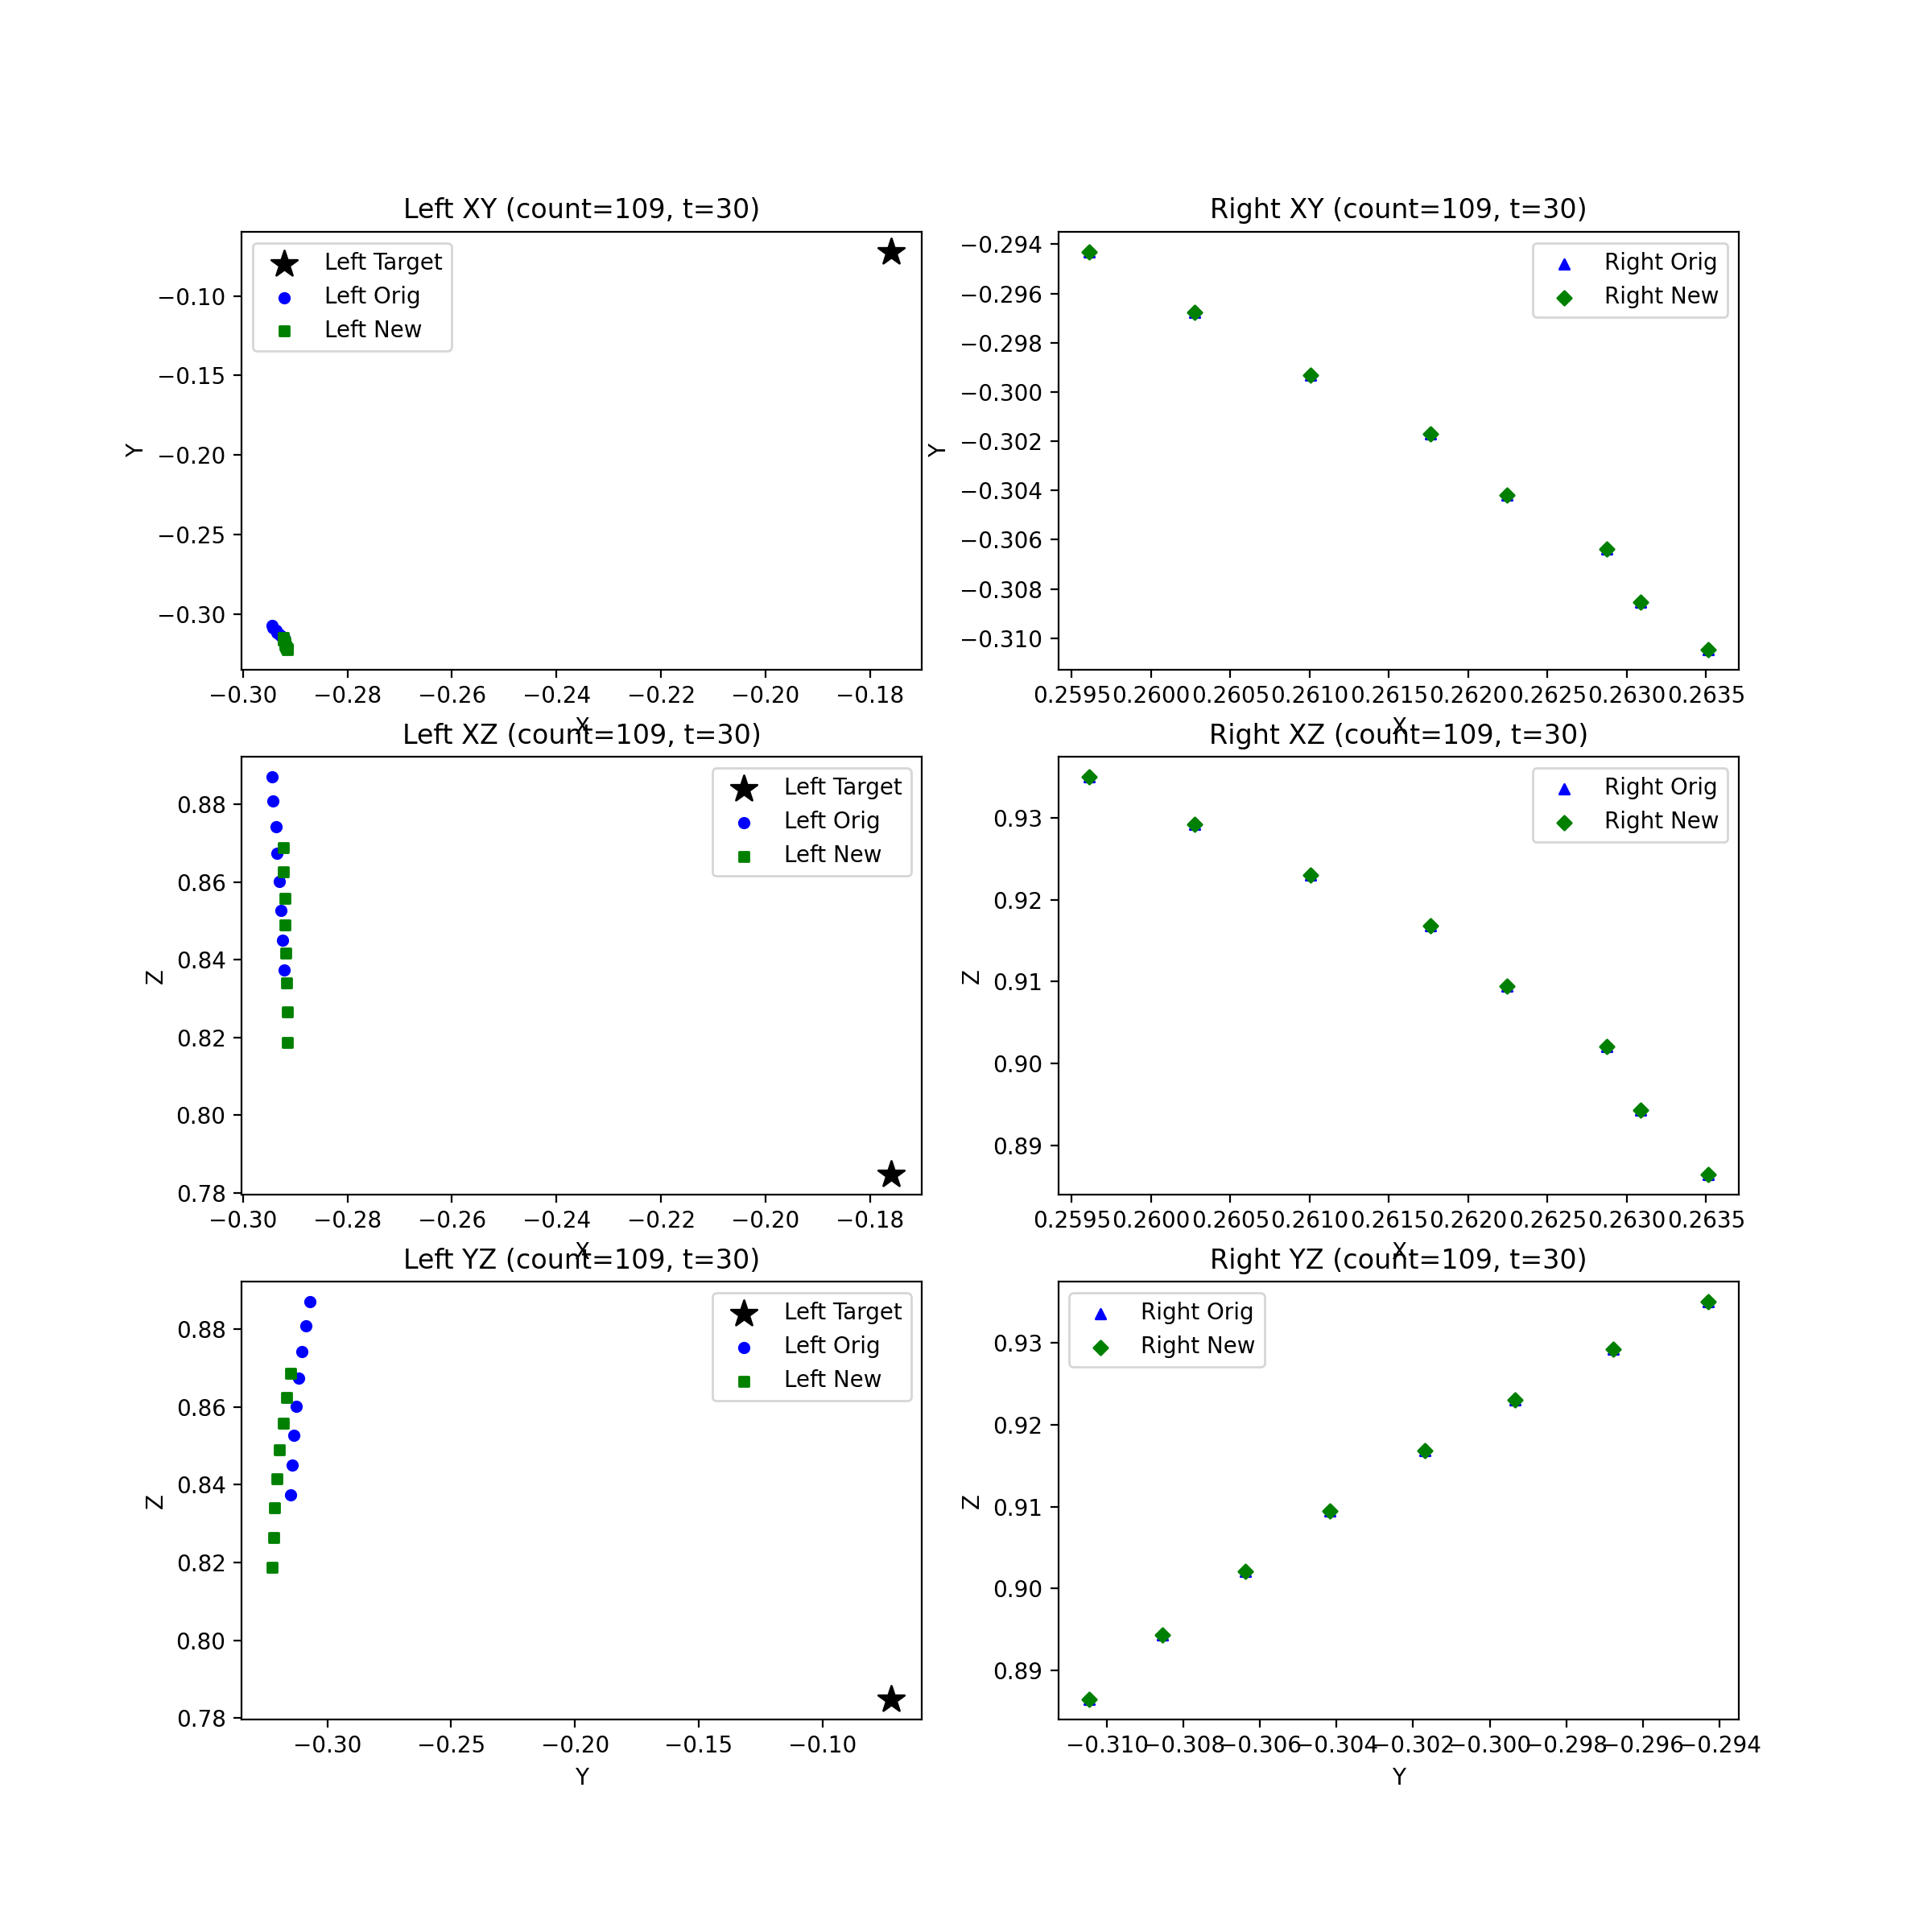 Left XY (count=109, t=30)
Left Target
Left Orig
Left New
−0.10
−0.15
−0.20
−0.25
−0.30
Y
−0.30 −0.28 −0.26 −0.24 −0.22 −0.20 −0.18
X
Right XY (count=109, t=30)
Right Orig
Right New
−0.294
−0.296
−0.298
−0.300
−0.302
−0.304
−0.306
−0.308
−0.310
Y
0.2595 0.2600 0.2605 0.2610 0.2615 0.2620 0.2625 0.2630 0.2635
X
Left XZ (count=109, t=30)
Left Target
Left Orig
Left New
0.88
0.86
0.84
0.82
0.80
0.78
Z
−0.30 −0.28 −0.26 −0.24 −0.22 −0.20 −0.18
X
Right XZ (count=109, t=30)
Right Orig
Right New
0.93
0.92
0.91
0.90
0.89
Z
0.2595 0.2600 0.2605 0.2610 0.2615 0.2620 0.2625 0.2630 0.2635
X
Left YZ (count=109, t=30)
Left Target
Left Orig
Left New
0.88
0.86
0.84
0.82
0.80
0.78
Z
−0.30 −0.25 −0.20 −0.15 −0.10
Y
Right YZ (count=109, t=30)
Right Orig
Right New
0.93
0.92
0.91
0.90
0.89
Z
−0.310 −0.308 −0.306 −0.304 −0.302 −0.300 −0.298 −0.296 −0.294
Y